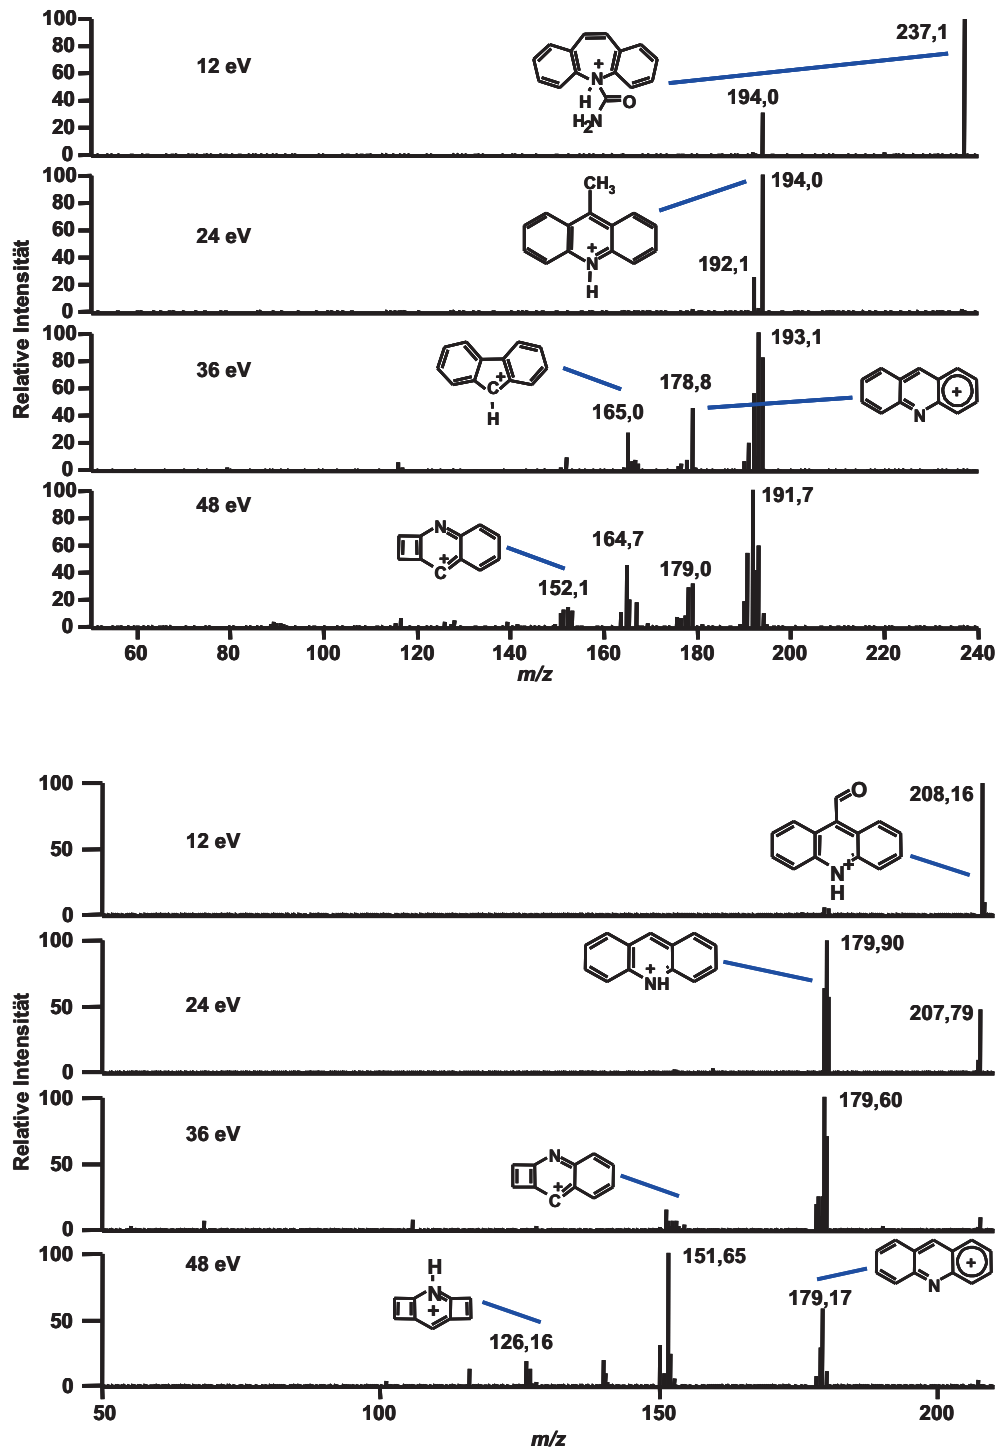 100
80
60
40
20
0
12 eV
N
+
H
O
H₂N
237,1
194,0
100
80
60
40
20
0
24 eV
CH₃
+
N
H
194,0
192,1
Relative Intensität
100
80
60
40
20
0
36 eV
+
C
H
165,0
178,8
193,1
N
+
100
80
60
40
20
0
48 eV
N
+
C
152,1
164,7
179,0
191,7
60 80 100 120 140 160 180 200 220 240
m/z
100
50
0
12 eV
O
N
+
H
208,16
100
50
0
24 eV
+
NH
179,90
207,79
Relative Intensität
100
50
0
36 eV
N
+
C
179,60
100
50
0
48 eV
H
N
+
126,16
151,65
179,17
N
+
50 100 150 200
m/z